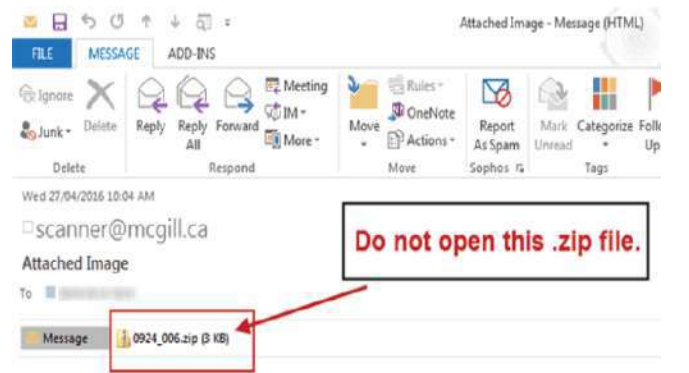 Attached Image - Message (HTML)
FILE MESSAGE ADD-INS
Ignore
Junk
Delete
Reply
Reply All
Forward
Meeting
IM
More
Move
Rules
OneNote
Actions
Report As Spam
Mark Unread
Categorize
Follo
Up
Delete
Respond
Move
Sophos
Tags
Wed 27/04/2016 10:04 AM
scanner@mcgill.ca
Do not open this .zip file.
Attached Image
To
Message 0924_006.zip (3 KB)